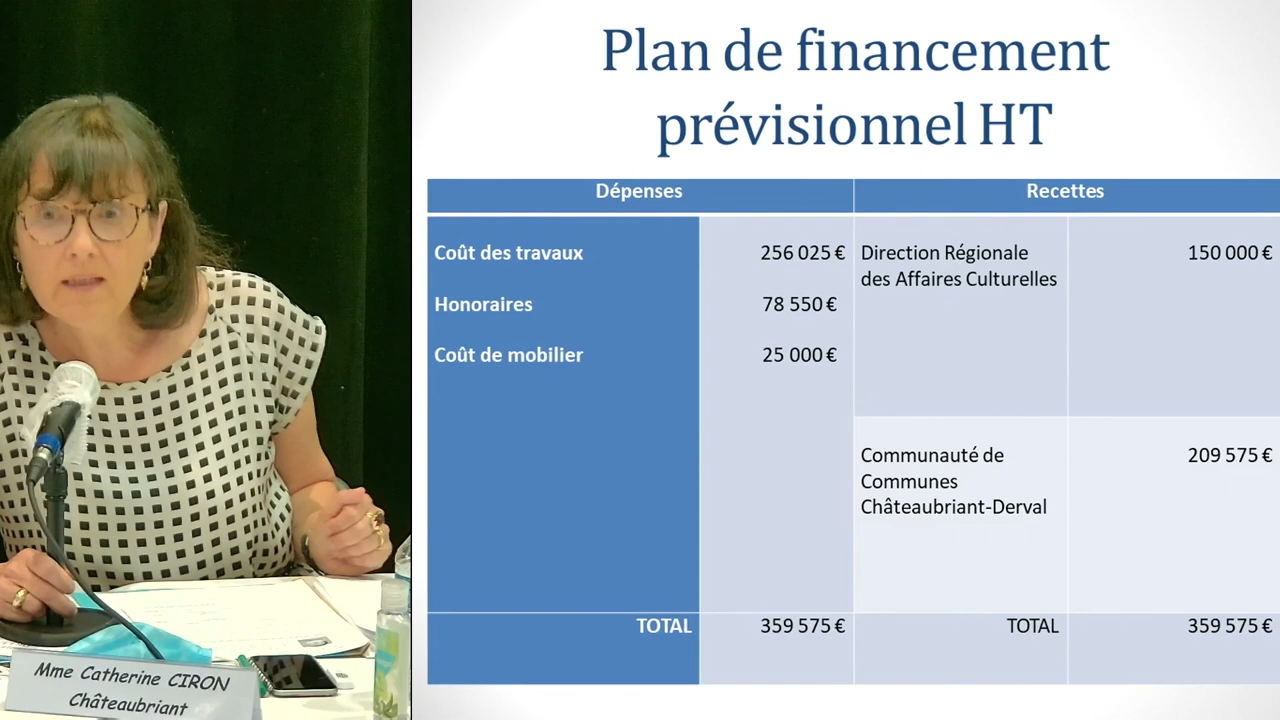 Plan de financement
prévisionnel HT
Dépenses
Recettes
Coût des travaux
256 025 €
Direction Régionale
des Affaires Culturelles
150 000 €
Honoraires
78 550 €
Coût de mobilier
25 000 €
Communauté de
Communes
Châteaubriant-Derval
209 575 €
TOTAL
359 575 €
TOTAL
359 575 €
Mme Catherine CIRON
Châteaubriant